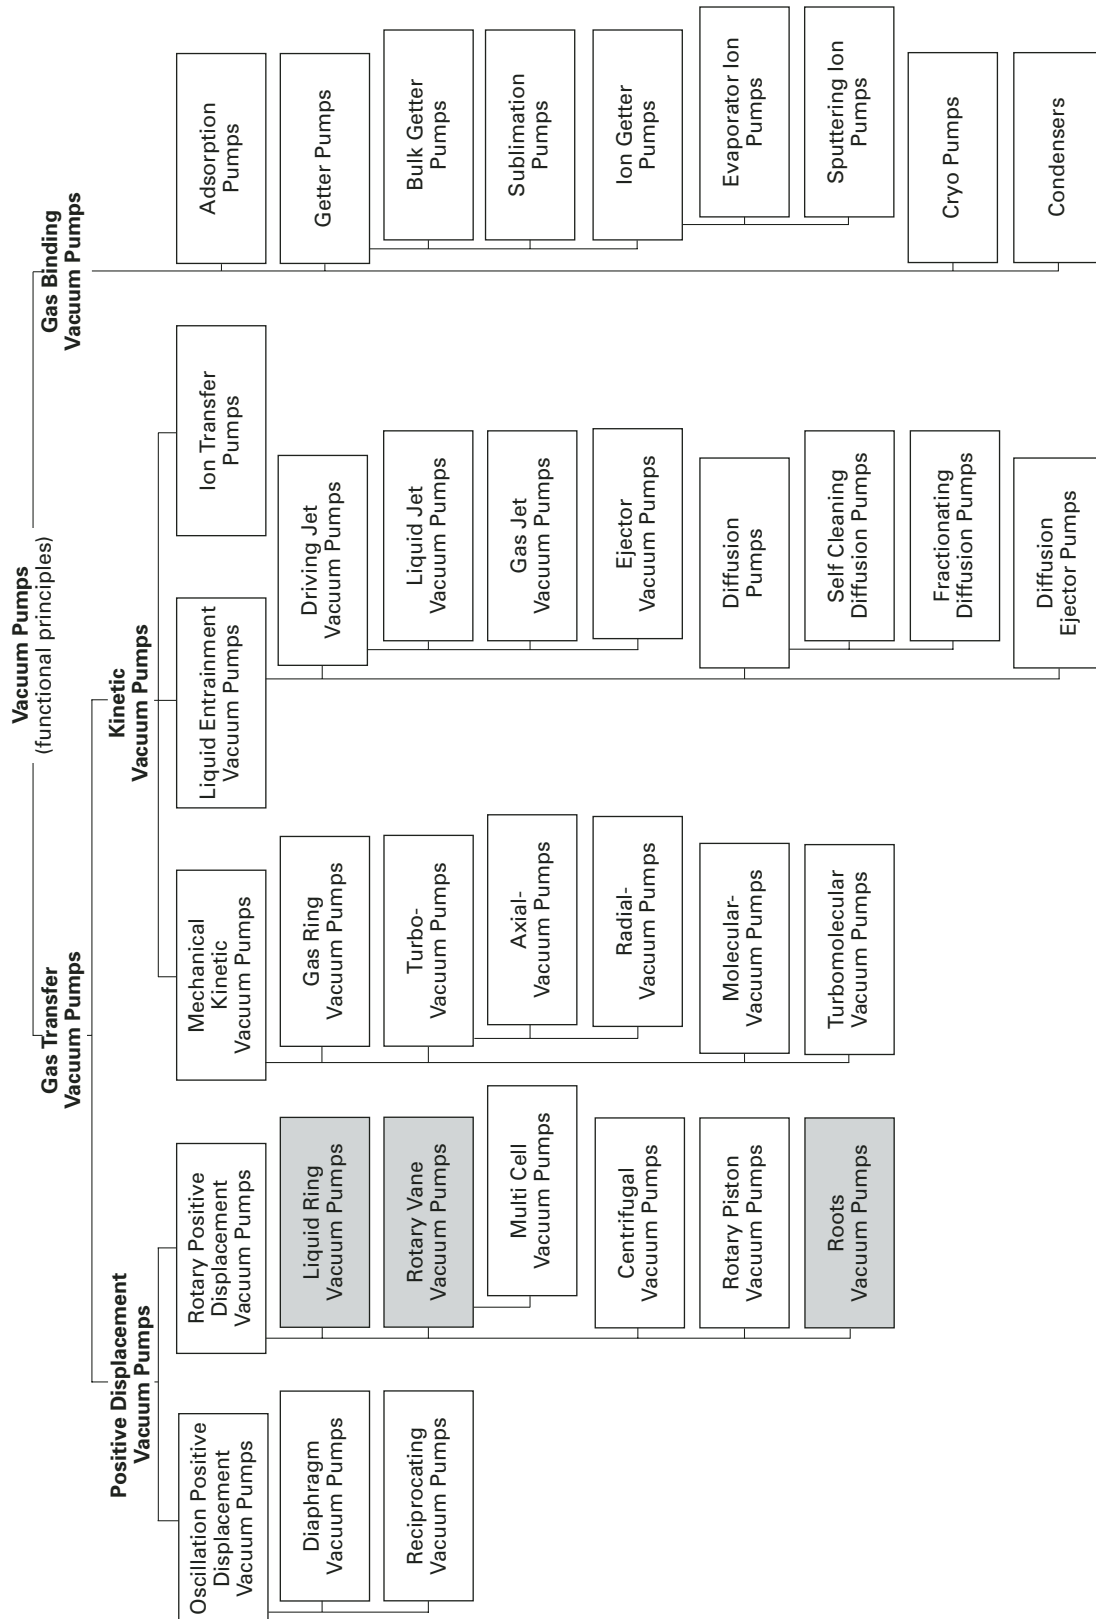 Vacuum Pumps
(functional principles)
Gas Transfer
Vacuum Pumps
Gas Binding
Vacuum Pumps
Positive Displacement
Vacuum Pumps
Kinetic
Vacuum Pumps
Oscillation Positive
Displacement
Vacuum Pumps
Diaphragm
Vacuum Pumps
Reciprocating
Vacuum Pumps
Rotary Positive
Displacement
Vacuum Pumps
Liquid Ring
Vacuum Pumps
Rotary Vane
Vacuum Pumps
Multi Cell
Vacuum Pumps
Centrifugal
Vacuum Pumps
Rotary Piston
Vacuum Pumps
Roots
Vacuum Pumps
Mechanical
Kinetic
Vacuum Pumps
Gas Ring
Vacuum Pumps
Turbo-
Vacuum Pumps
Axial-
Vacuum Pumps
Radial-
Vacuum Pumps
Molecular-
Vacuum Pumps
Turbomolecular
Vacuum Pumps
Liquid Entrainment
Vacuum Pumps
Driving Jet
Vacuum Pumps
Liquid Jet
Vacuum Pumps
Gas Jet
Vacuum Pumps
Ejector
Vacuum Pumps
Diffusion
Pumps
Self Cleaning
Diffusion Pumps
Fractionating
Diffusion Pumps
Diffusion
Ejector Pumps
Ion Transfer
Pumps
Adsorption
Pumps
Getter Pumps
Bulk Getter
Pumps
Sublimation
Pumps
Ion Getter
Pumps
Evaporator Ion
Pumps
Sputtering Ion
Pumps
Cryo Pumps
Condensers